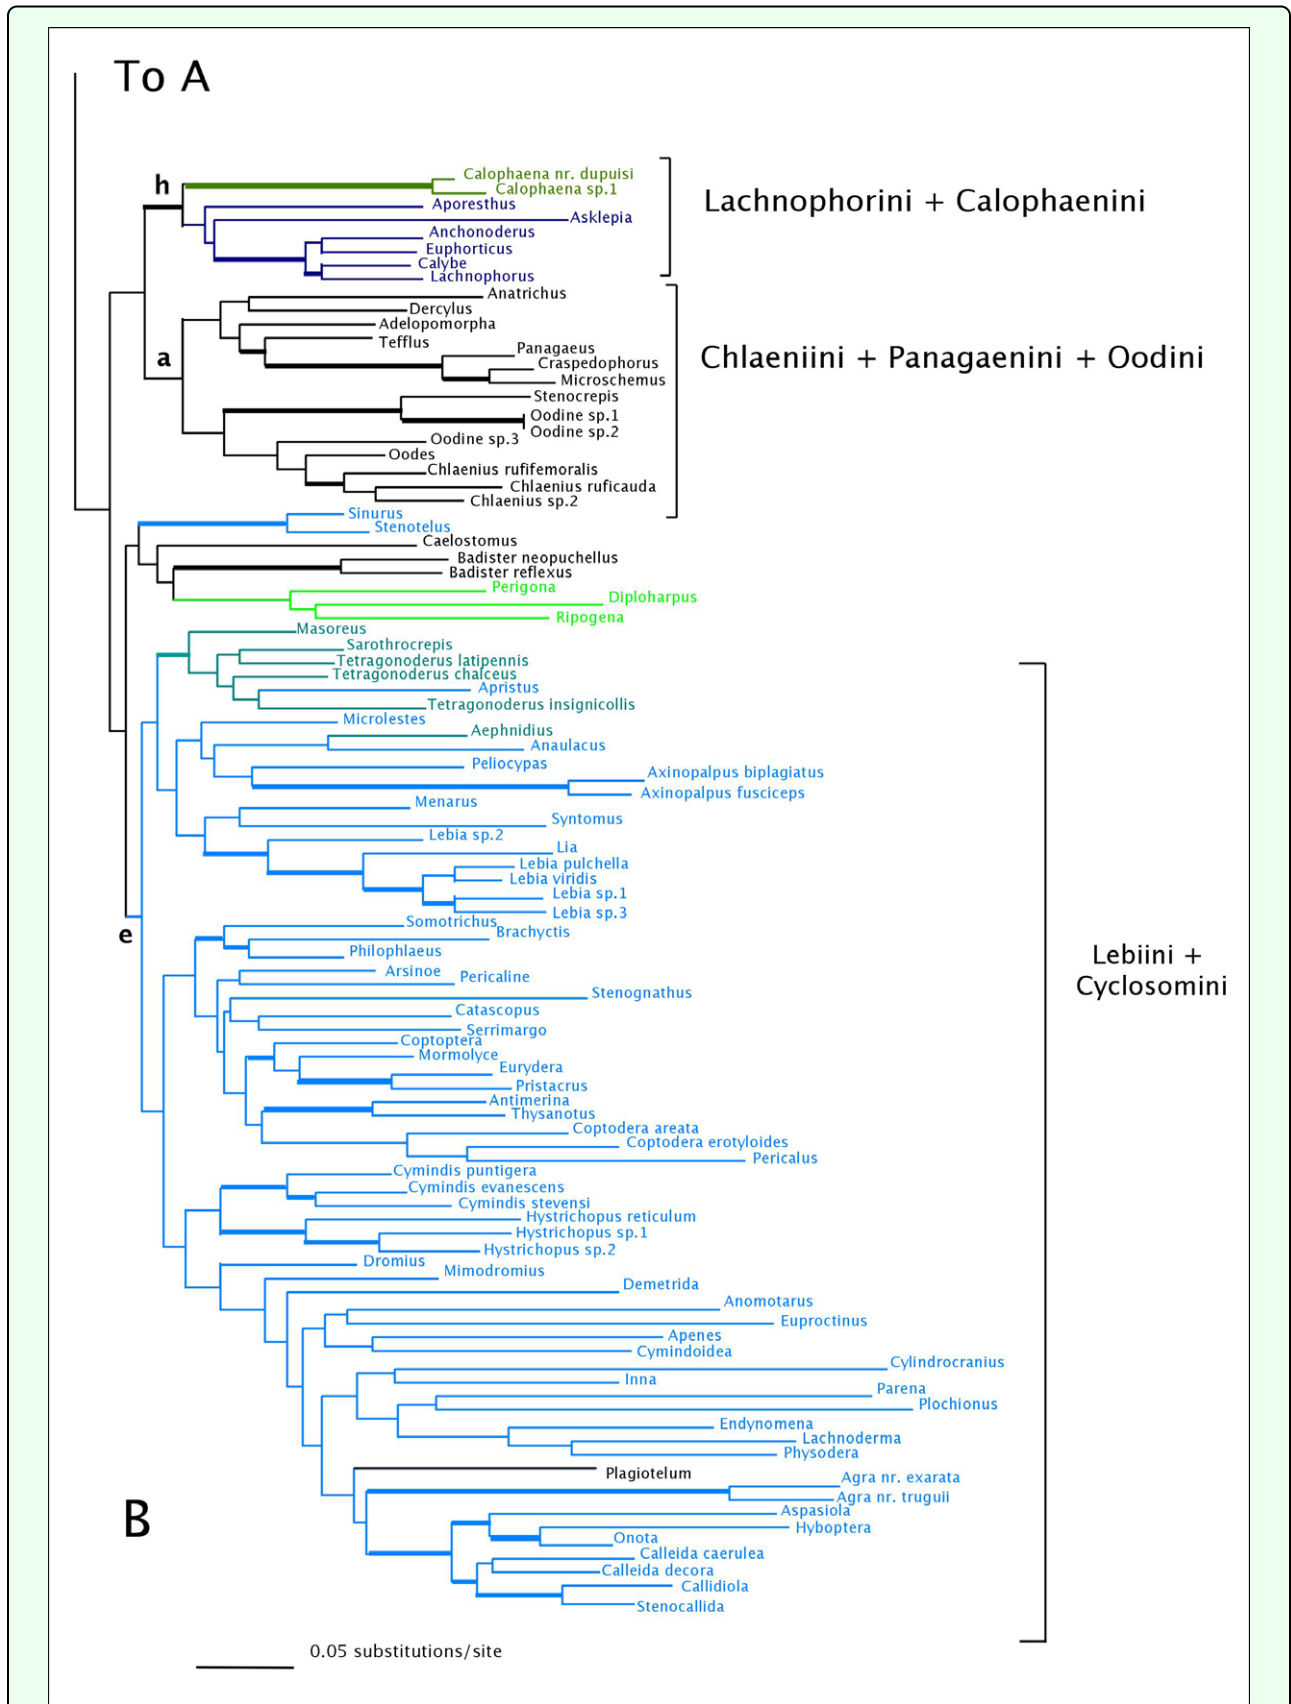 To A
h
Calophaena nr. dupuisi
Calophaena sp.1
Aporesthus
Asklepia
Anchonoderus
Euphorticus
Calybe
Lachnophorus
Lachnophorini + Calophaenini
a
Anatrichus
Dercylus
Adelopomorpha
Tefflus
Panagaeus
Craspedophorus
Microschemus
Stenocrepis
Oodine sp.1
Oodine sp.2
Oodine sp.3
Oodes
Chlaenius rufifemoralis
Chlaenius ruficauda
Chlaenius sp.2
Chlaeniini + Panagaenini + Oodini
Sinurus
Stenotelus
Caelostomus
Badister neopuchellus
Badister reflexus
Perigona
Diploharpus
Ripogena
Masoreus
Sarothrocrepis
Tetragonoderus latipennis
Tetragonoderus chalceus
Apristus
Tetragonoderus insignicollis
Microlestes
Aephnidius
Anaulacus
Peliocypas
Axinopalpus biplagiatus
Axinopalpus fusciceps
Menarus
Syntomus
Lebia sp.2
Lia
Lebia pulchella
Lebia viridis
Lebia sp.1
Lebia sp.3
e
Somotrichus
Brachyctis
Philophlaeus
Arsinoe
Pericaline
Stenognathus
Catascopus
Serrimargo
Coptoptera
Mormolyce
Eurydera
Pristacrus
Antimerina
Thysanotus
Coptodera areata
Coptodera erotyloides
Pericalus
Lebiini +
Cyclosomini
Cymindis puntigera
Cymindis evanescens
Cymindis stevensi
Hystrichopus reticulum
Hystrichopus sp.1
Hystrichopus sp.2
Dromius
Mimodromius
Demetrida
Anomotarus
Euproctinus
Apenes
Cymindoidea
Cylindrocranius
Inna
Parena
Plochionus
Endynomena
Lachnoderma
Physodera
Plagiotelum
Agra nr. exarata
Agra nr. truguii
Aspasiola
Hyboptera
Onota
Calleida caerulea
Calleida decora
Callidiola
Stenocallida
B
0.05 substitutions/site